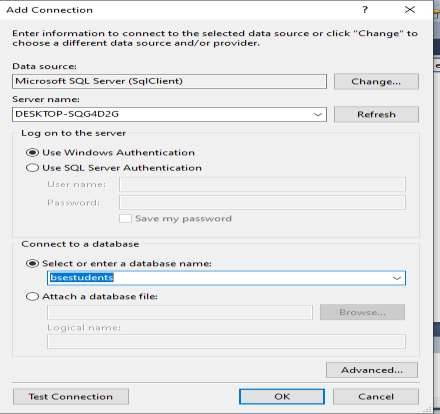 Add Connection ? ×
Enter information to connect to the selected data source or click "Change" to
choose a different data source and/or provider.
Data source:
Microsoft SQL Server (SqlClient) Change...
Server name:
DESKTOP-SQG4D2G Refresh
Log on to the server
Use Windows Authentication
Use SQL Server Authentication
User name:
Password:
Save my password
Connect to a database
Select or enter a database name:
bsestudents
Attach a database file:
Browse...
Logical name:
Advanced...
Test Connection OK Cancel